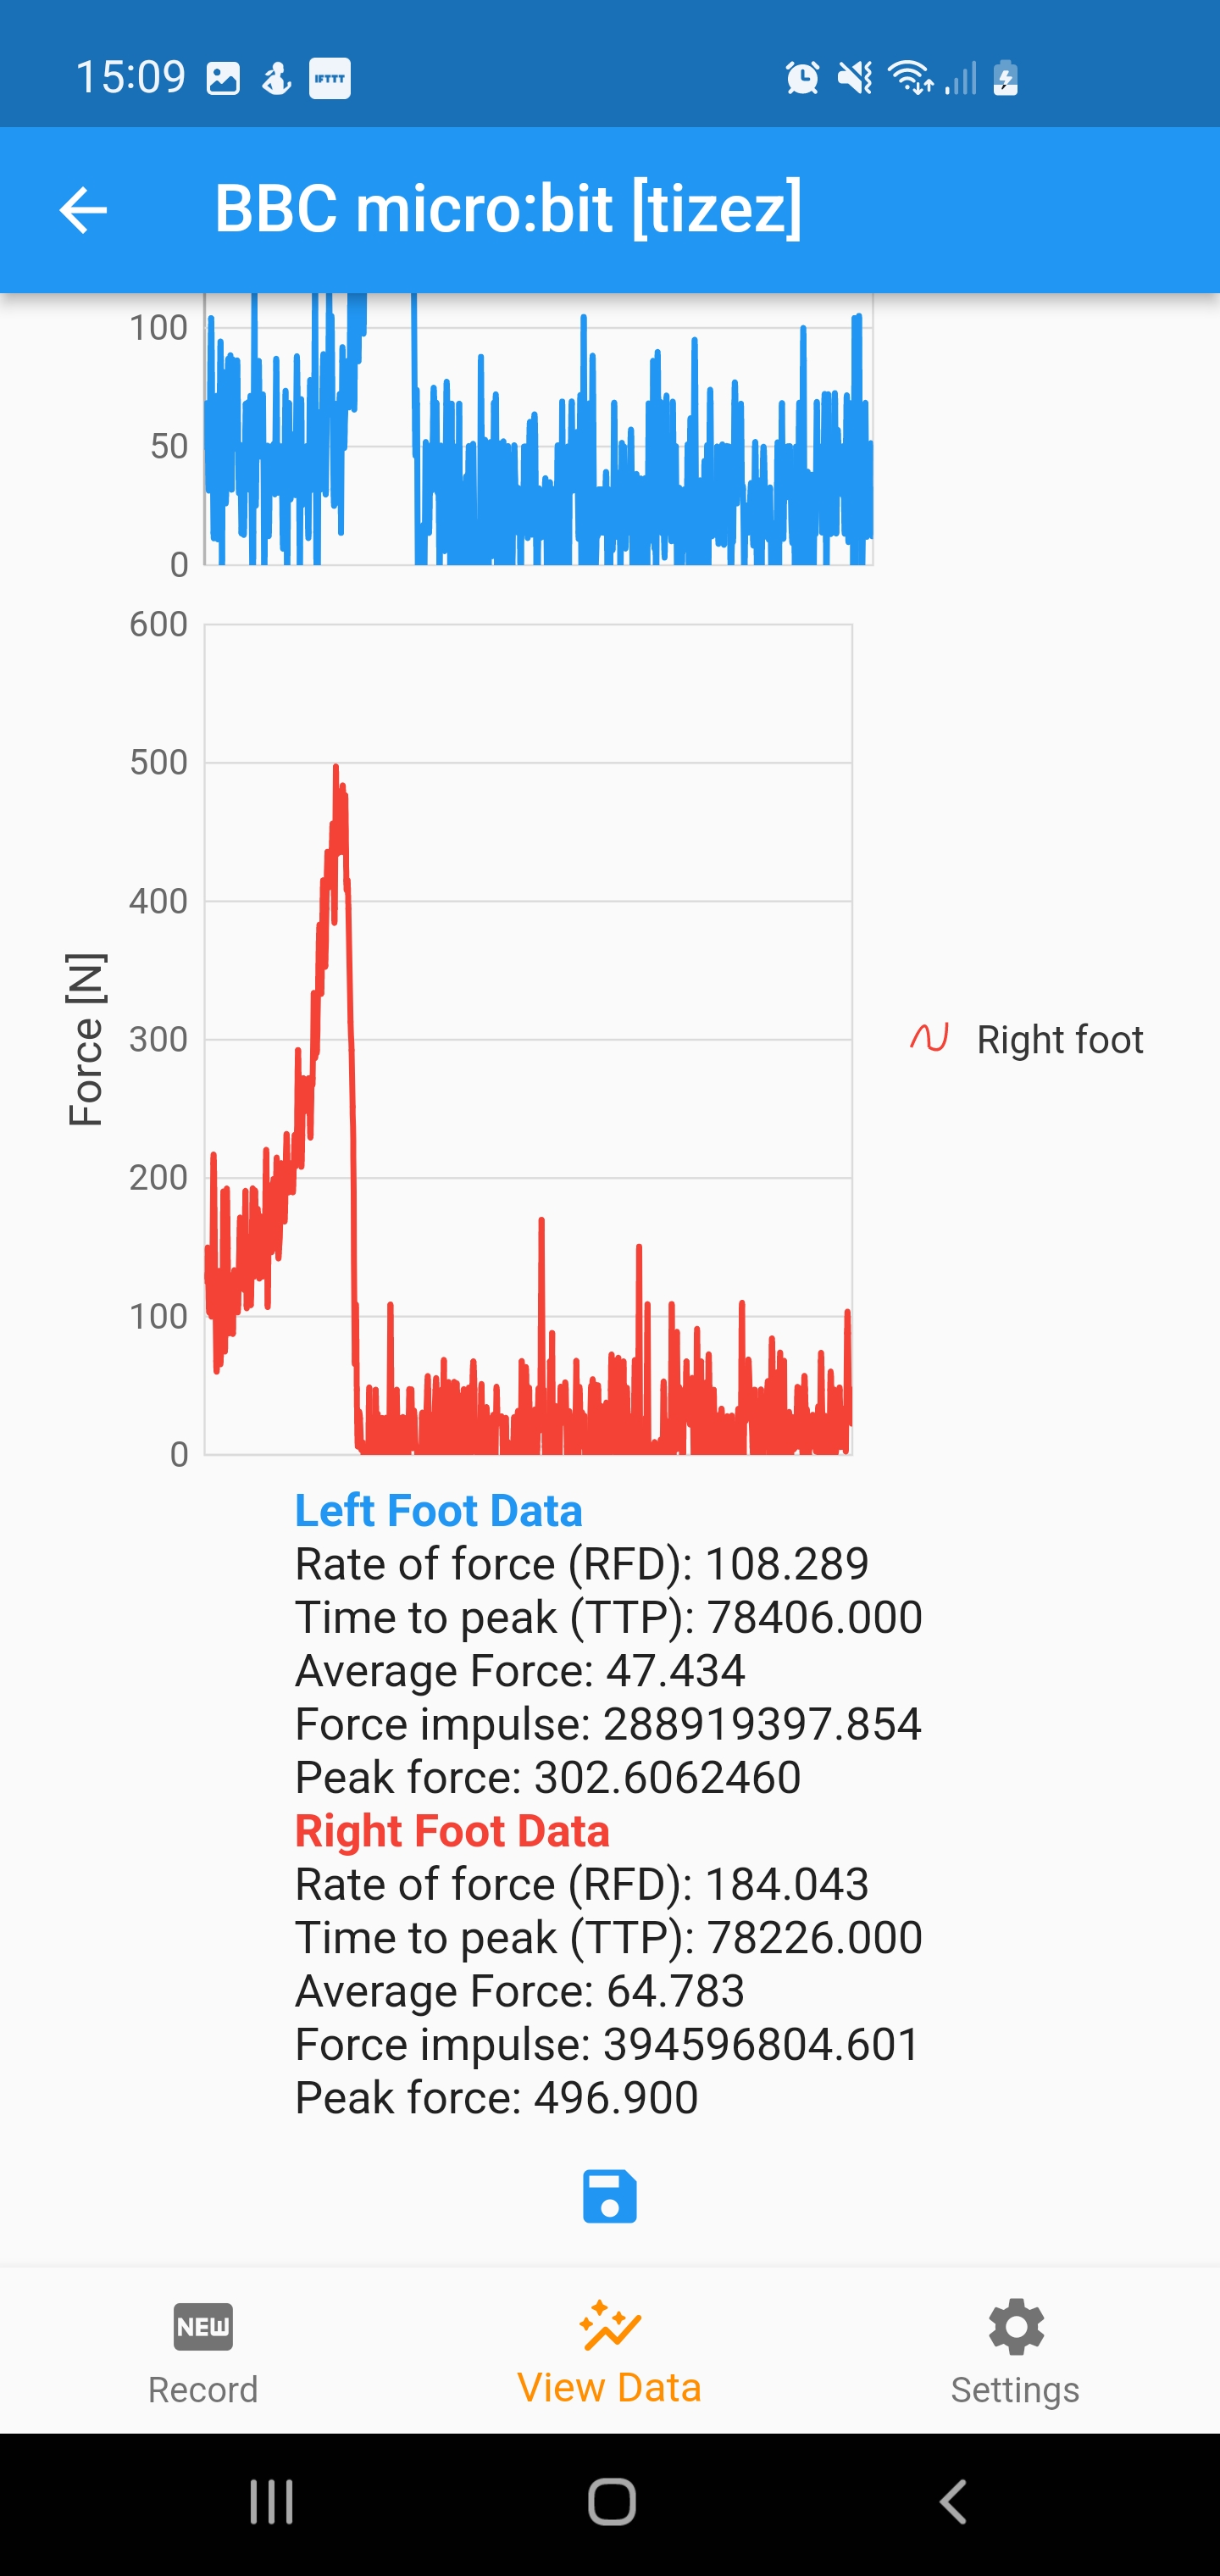 15:09 IFTTT
BBC micro:bit [tizez]
100
50
0
600
500
400
300
200
100
0
Force [N]
Right foot
Left Foot Data
Rate of force (RFD): 108.289
Time to peak (TTP): 78406.000
Average Force: 47.434
Force impulse: 288919397.854
Peak force: 302.6062460
Right Foot Data
Rate of force (RFD): 184.043
Time to peak (TTP): 78226.000
Average Force: 64.783
Force impulse: 394596804.601
Peak force: 496.900
NEW
Record
View Data
Settings